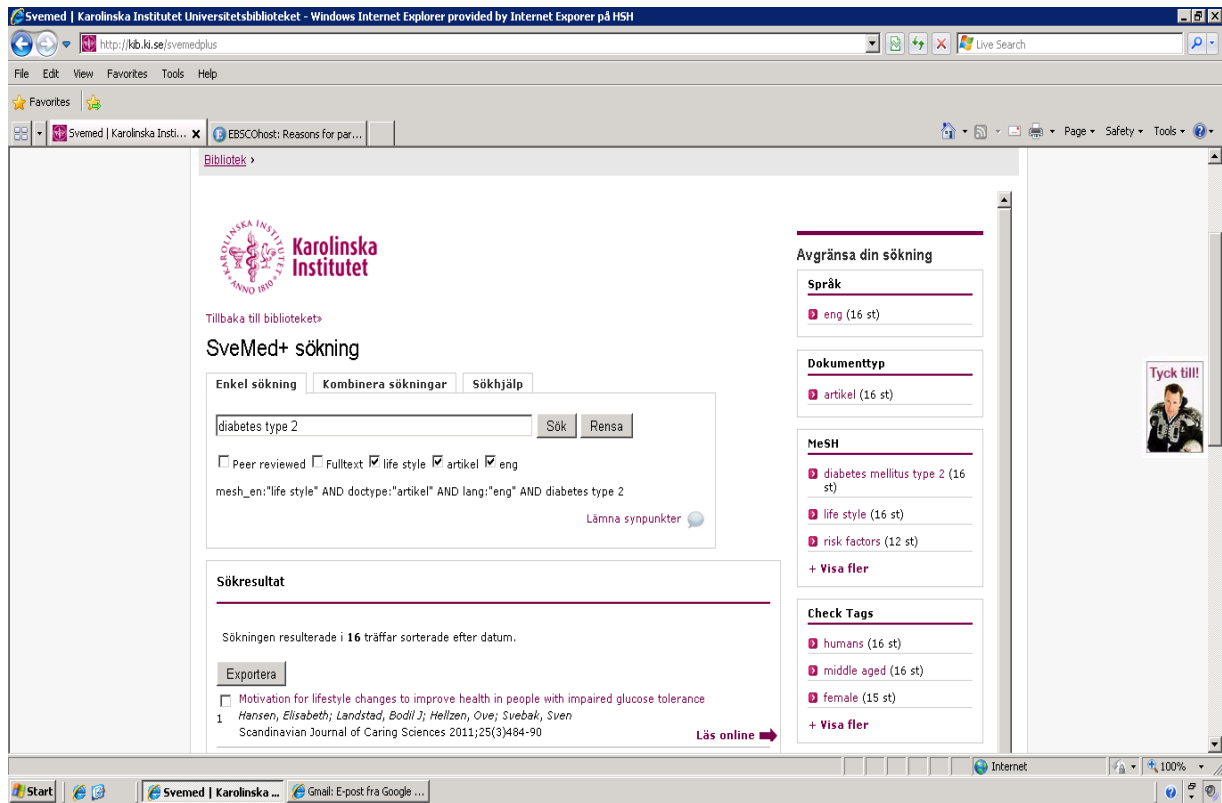 Svemed | Karolinska Institutet Universitetsbiblioteket - Windows Internet Explorer provided by Internet Exporer på HSH
http://kib.ki.se/svemedplus
Live Search
File Edit View Favorites Tools Help
Favorites
Svemed | Karolinska Insti... EBSCOhost: Reasons for par...
Page Safety Tools
Bibliotek ›
KAROLINSKA INSTITUTET ANNO 1810
Karolinska
Institutet
Tillbaka till biblioteket»
SveMed+ sökning
Enkel sökning Kombinera sökningar Sökhjälp
diabetes type 2 Sök Rensa
Peer reviewed Fulltext life style artikel eng
mesh_en:"life style" AND doctype:"artikel" AND lang:"eng" AND diabetes type 2
Lämna synpunkter
Sökresultat
Sökningen resulterade i 16 träffar sorterade efter datum.
Exportera
Motivation for lifestyle changes to improve health in people with impaired glucose tolerance
1 Hansen, Elisabeth; Landstad, Bodil J; Hellzen, Ove; Svebak, Sven
Scandinavian Journal of Caring Sciences 2011;25(3)484-90
Läs online
Avgränsa din sökning
Språk
eng (16 st)
Dokumenttyp
artikel (16 st)
MeSH
diabetes mellitus type 2 (16
st)
life style (16 st)
risk factors (12 st)
+ Visa fler
Check Tags
humans (16 st)
middle aged (16 st)
female (15 st)
+ Visa fler
Tyck till!
Internet 100%
Start Svemed | Karolinska ... Gmail: E-post fra Google ...